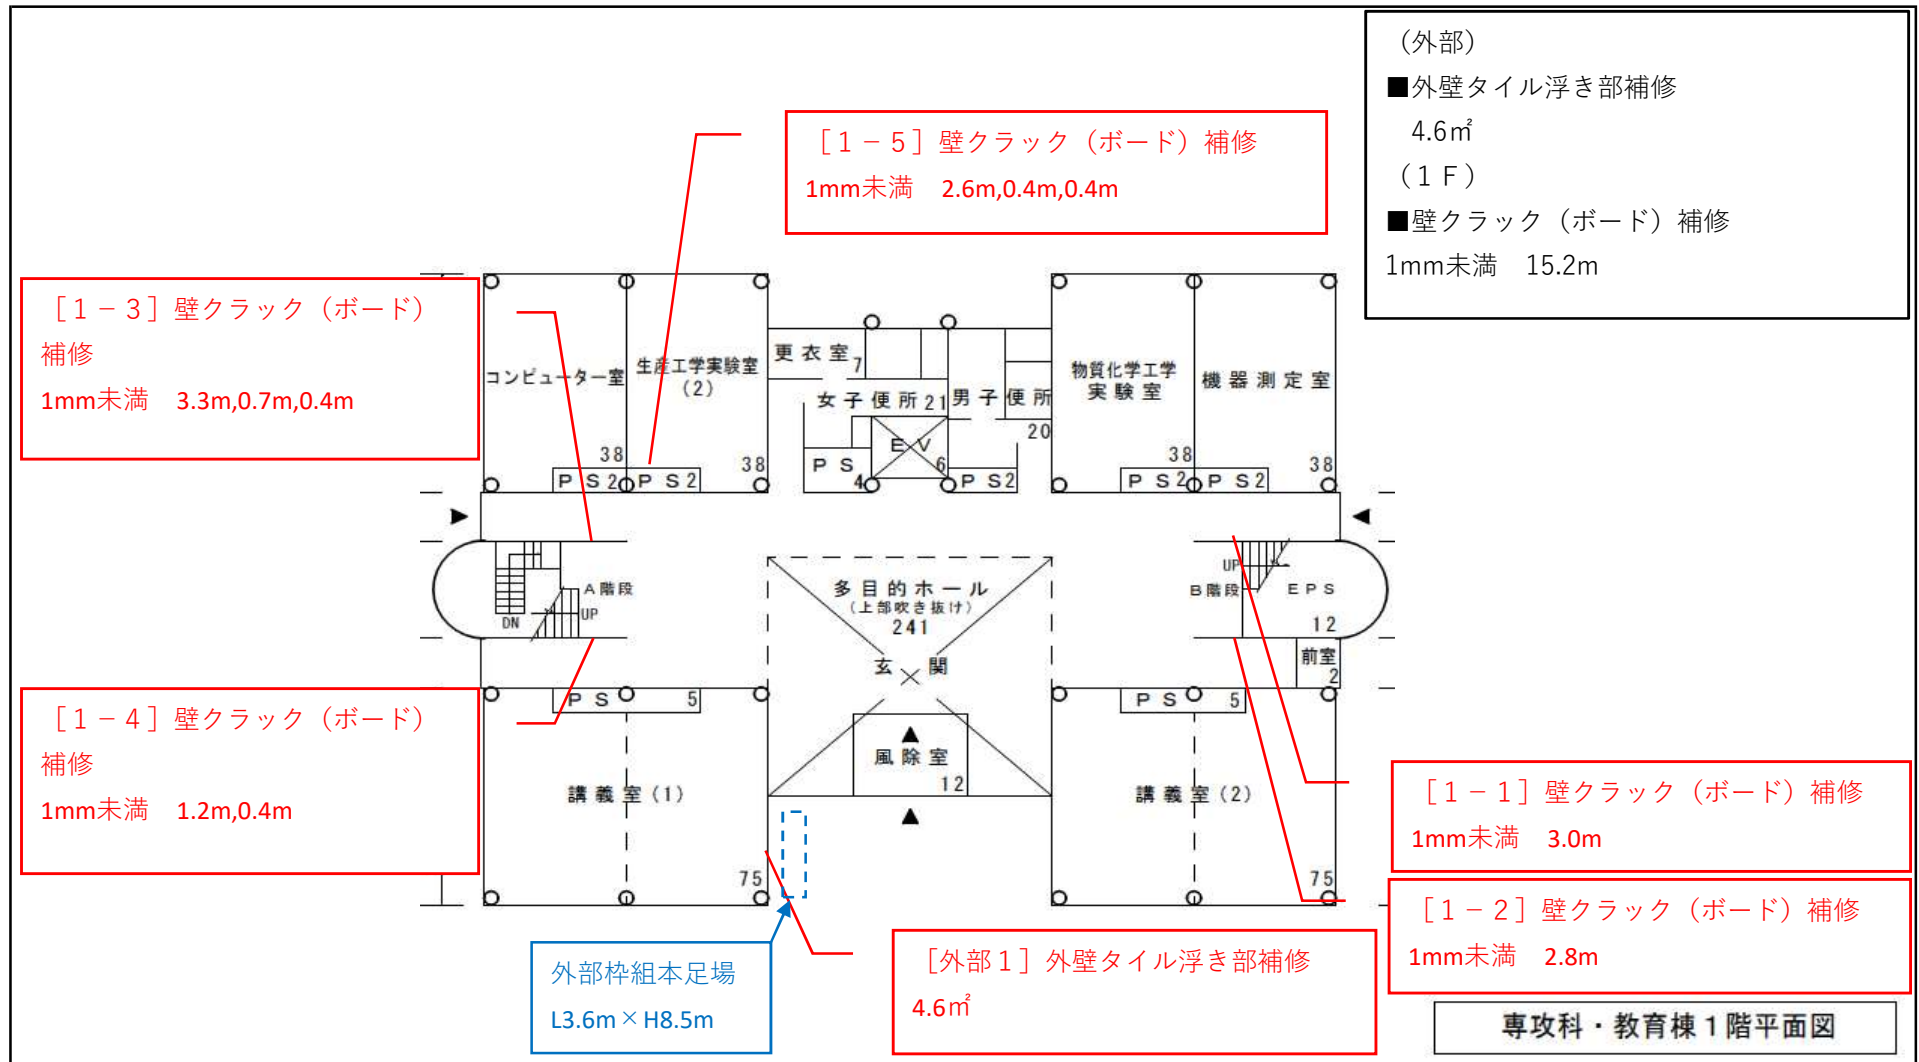 （外部）
■外壁タイル浮き部補修
4.6㎡
（１Ｆ）
■壁クラック（ボード）補修
1mm未満　15.2m
［１－５］壁クラック（ボード）補修
1mm未満　2.6m,0.4m,0.4m
［１－３］壁クラック（ボード）
補修
1mm未満　3.3m,0.7m,0.4m
コンピューター室
38
ＰＳ2
生産工学実験室
(2)
38
ＰＳ2
更衣室
7
女子便所 21
男子便所
20
ＰＳ
4
ＥＶ
6
ＰＳ2
物質化学工学
実験室
38
ＰＳ2
機器測定室
38
ＰＳ2
Ａ階段
DN
UP
多目的ホール
(上部吹き抜け)
241
玄関
UP
Ｂ階段
ＥＰＳ
12
前室
2
［１－４］壁クラック（ボード）
補修
1mm未満　1.2m,0.4m
ＰＳ 5
講義室(1)
75
風除室
12
ＰＳ 5
講義室(2)
75
［１－１］壁クラック（ボード）補修
1mm未満　3.0m
［１－２］壁クラック（ボード）補修
1mm未満　2.8m
外部枠組本足場
L3.6m×H8.5m
［外部１］外壁タイル浮き部補修
4.6㎡
専攻科・教育棟１階平面図